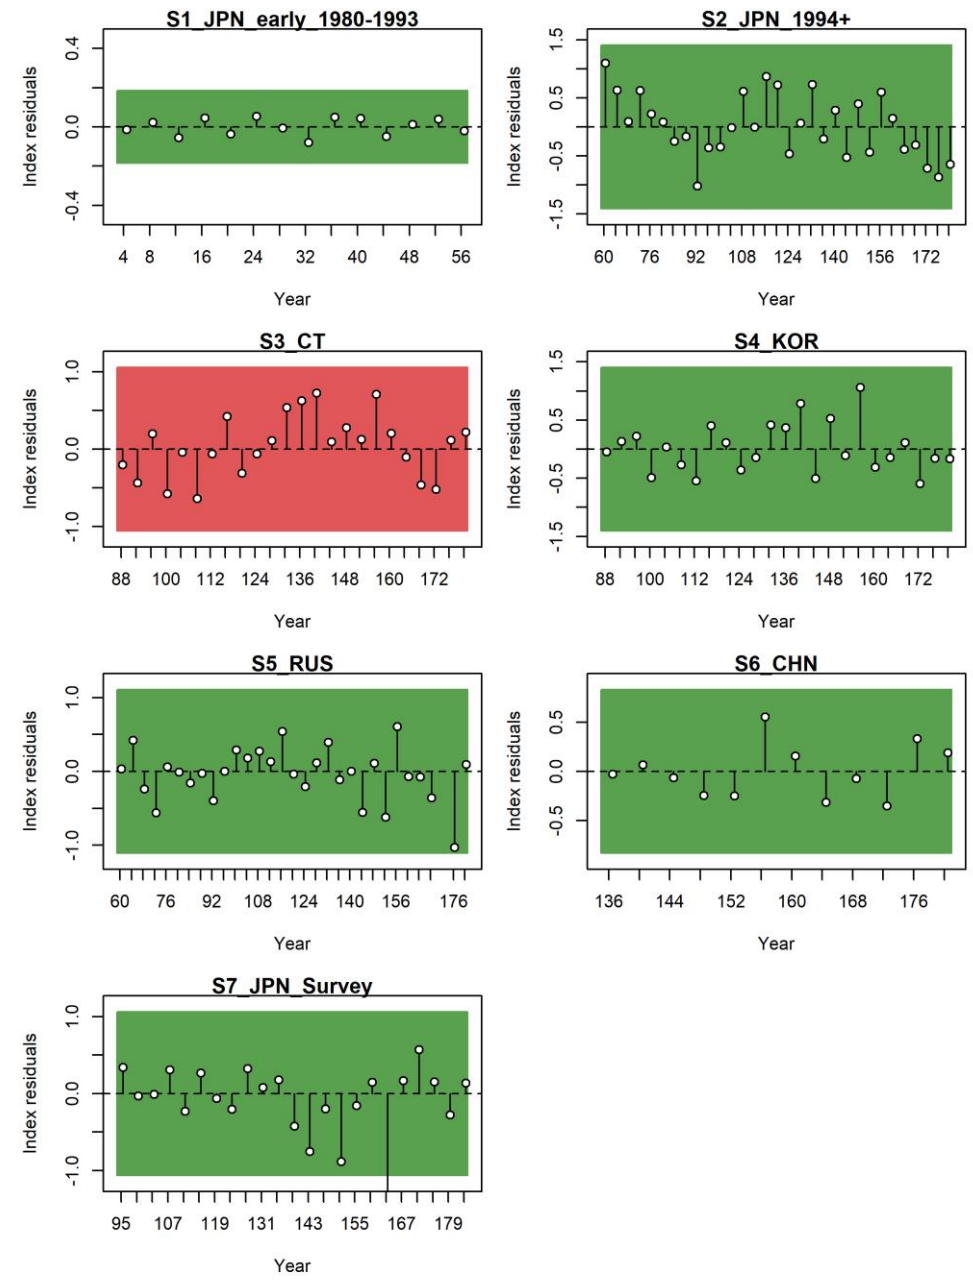 S1_JPN_early_1980-1993
Index residuals
0.4
0.0
-0.4
4 8 16 24 32 40 48 56
Year
S2_JPN_1994+
Index residuals
1.5
0.5
-0.5
-1.5
60 76 92 108 124 140 156 172
Year
S3_CT
Index residuals
1.0
0.0
-1.0
88 100 112 124 136 148 160 172
Year
S4_KOR
Index residuals
1.5
0.5
-0.5
-1.5
88 100 112 124 136 148 160 172
Year
S5_RUS
Index residuals
1.0
0.0
-1.0
60 76 92 108 124 140 156 176
Year
S6_CHN
Index residuals
0.5
0.0
-0.5
136 144 152 160 168 176
Year
S7_JPN_Survey
Index residuals
1.0
0.0
-1.0
95 107 119 131 143 155 167 179
Year